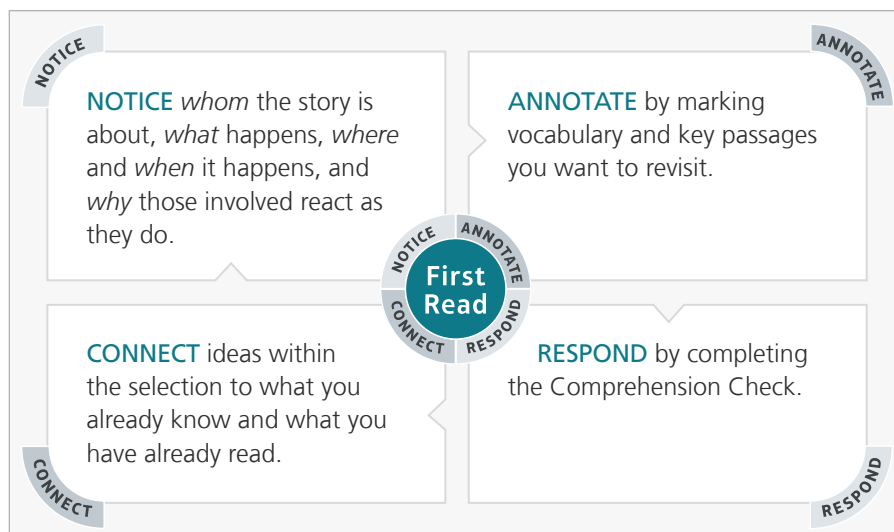 NOTICE
NOTICE whom the story is
about, what happens, where
and when it happens, and
why those involved react as
they do.
ANNOTATE
ANNOTATE by marking
vocabulary and key passages
you want to revisit.
NOTICE
ANNOTATE
First
Read
CONNECT
RESPOND
CONNECT ideas within
the selection to what you
already know and what you
have already read.
CONNECT
RESPOND by completing
the Comprehension Check.
RESPOND